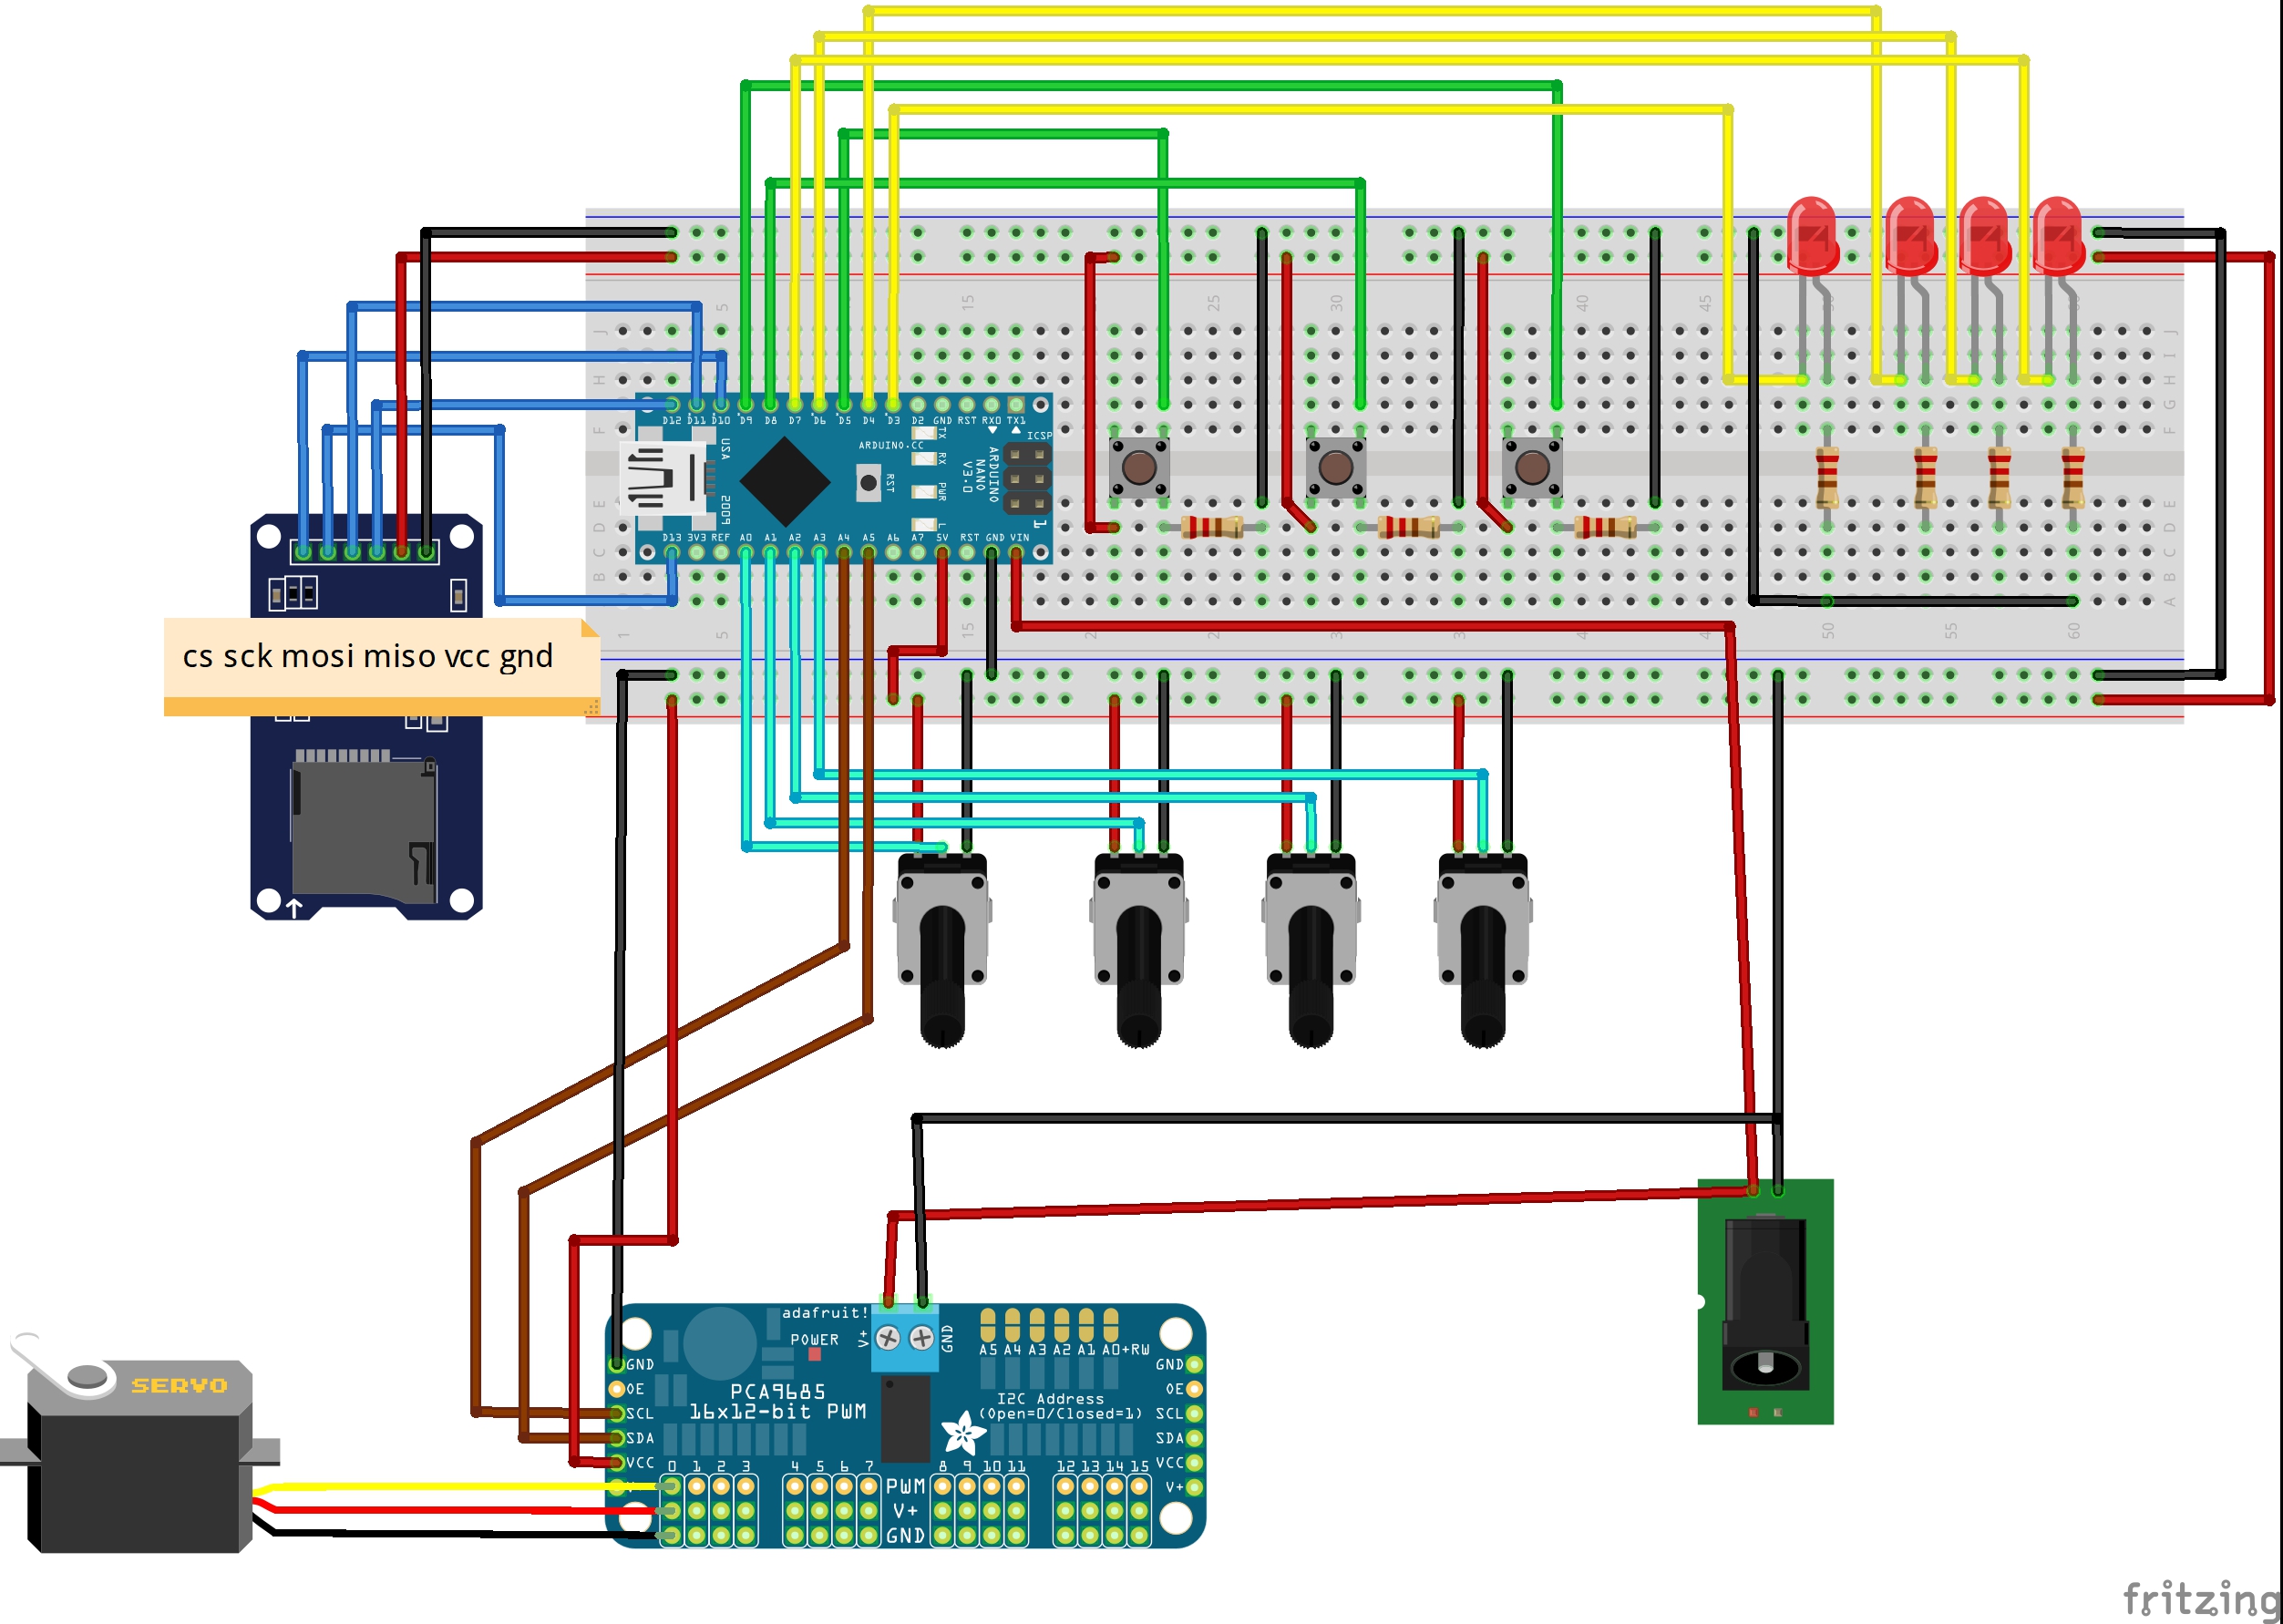 5 15 25 30 40 45
J J
I I
H H
G G
F F
D12 D11 D10 D9 D8 D7 D6 D5 D4 D3 D2 GND RST RX0 TX1
ICSP
USA
ARDUINO.CC
TX
RX
PWR
L
RST
ARDUINO
NANO
V3.0
2009
1
D13 3V3 REF A0 A1 A2 A3 A4 A5 A6 A7 5V RST GND VIN
E E
D D
C C
B B
A
1 5 15 50 55 60
cs sck mosi miso vcc gnd
adafruit!
POWER
V+
GND
A5 A4 A3 A2 A1 A0+RW
GND
OE
SCL
SDA
VCC
PCA9685
16x12-bit PWM
I2C Address
(Open=0/Closed=1)
GND
OE
SCL
SDA
VCC
V+
0 1 2 3 4 5 6 7 8 9 10 11 12 13 14 15
PWM
V+
GND
SERVO
fritzing